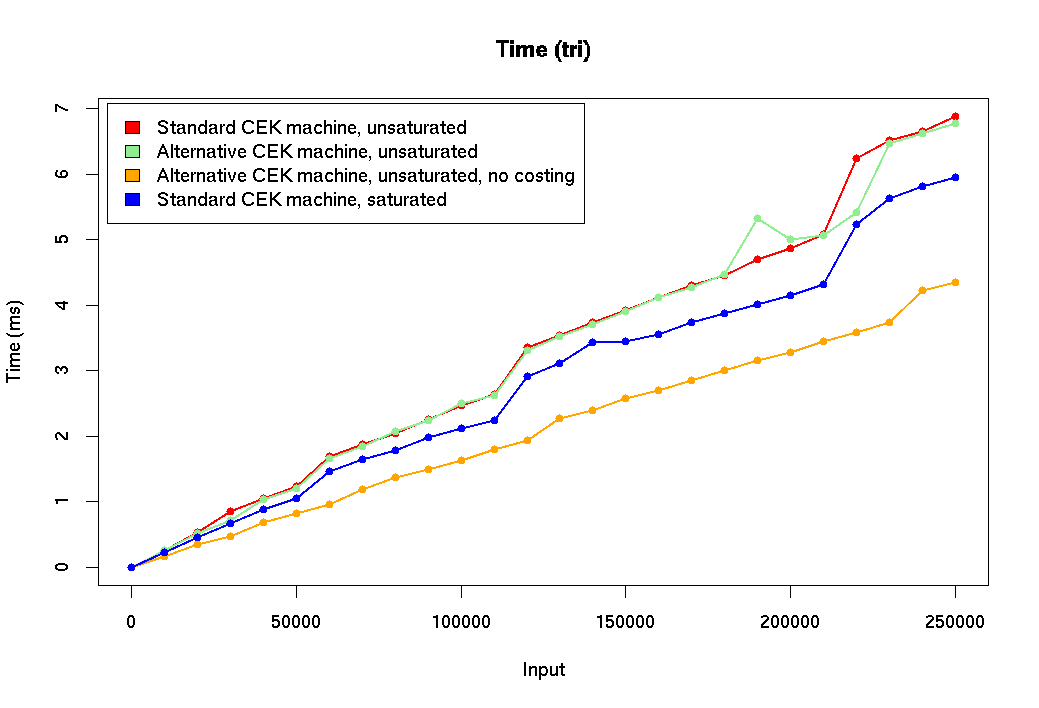 Time (tri)
Standard CEK machine, unsaturated
Alternative CEK machine, unsaturated
Alternative CEK machine, unsaturated, no costing
Standard CEK machine, saturated
7
6
5
4
3
2
1
0
Time (ms)
0 50000 100000 150000 200000 250000
Input